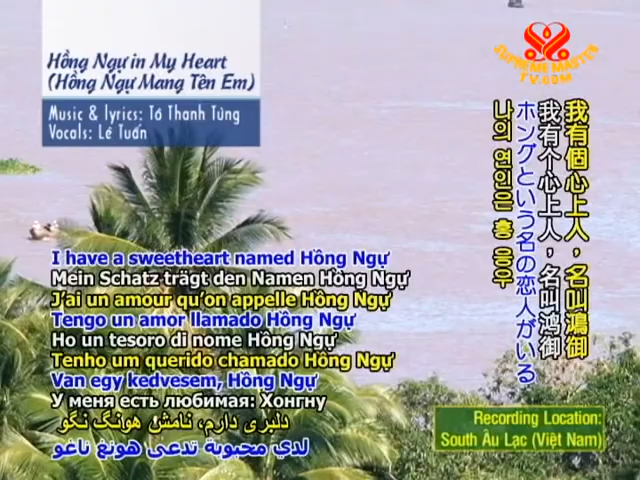 Hồng Ngự in My Heart
(Hồng Ngự Mang Tên Em)
Music & lyrics: Tô Thanh Tùng
Vocals: Lê Tuấn
SUPREME MASTER
TV.COM
我有個心上人，名叫鴻御
我有个心上人，名叫鸿御
ホングという名の恋人がいる
나의 연인은 홍 응우
I have a sweetheart named Hồng Ngự
Mein Schatz trägt den Namen Hồng Ngự
J'ai un amour qu'on appelle Hồng Ngự
Tengo un amor llamado Hồng Ngự
Ho un tesoro di nome Hồng Ngự
Tenho um querido chamado Hồng Ngự
Van egy kedvesem, Hồng Ngự
У меня есть любимая: Хонгну
دلبری دارم، نامش هونگ نگو
لدي محبوبة تدعى هونغ ناغو
Recording Location:
South Âu Lạc (Việt Nam)